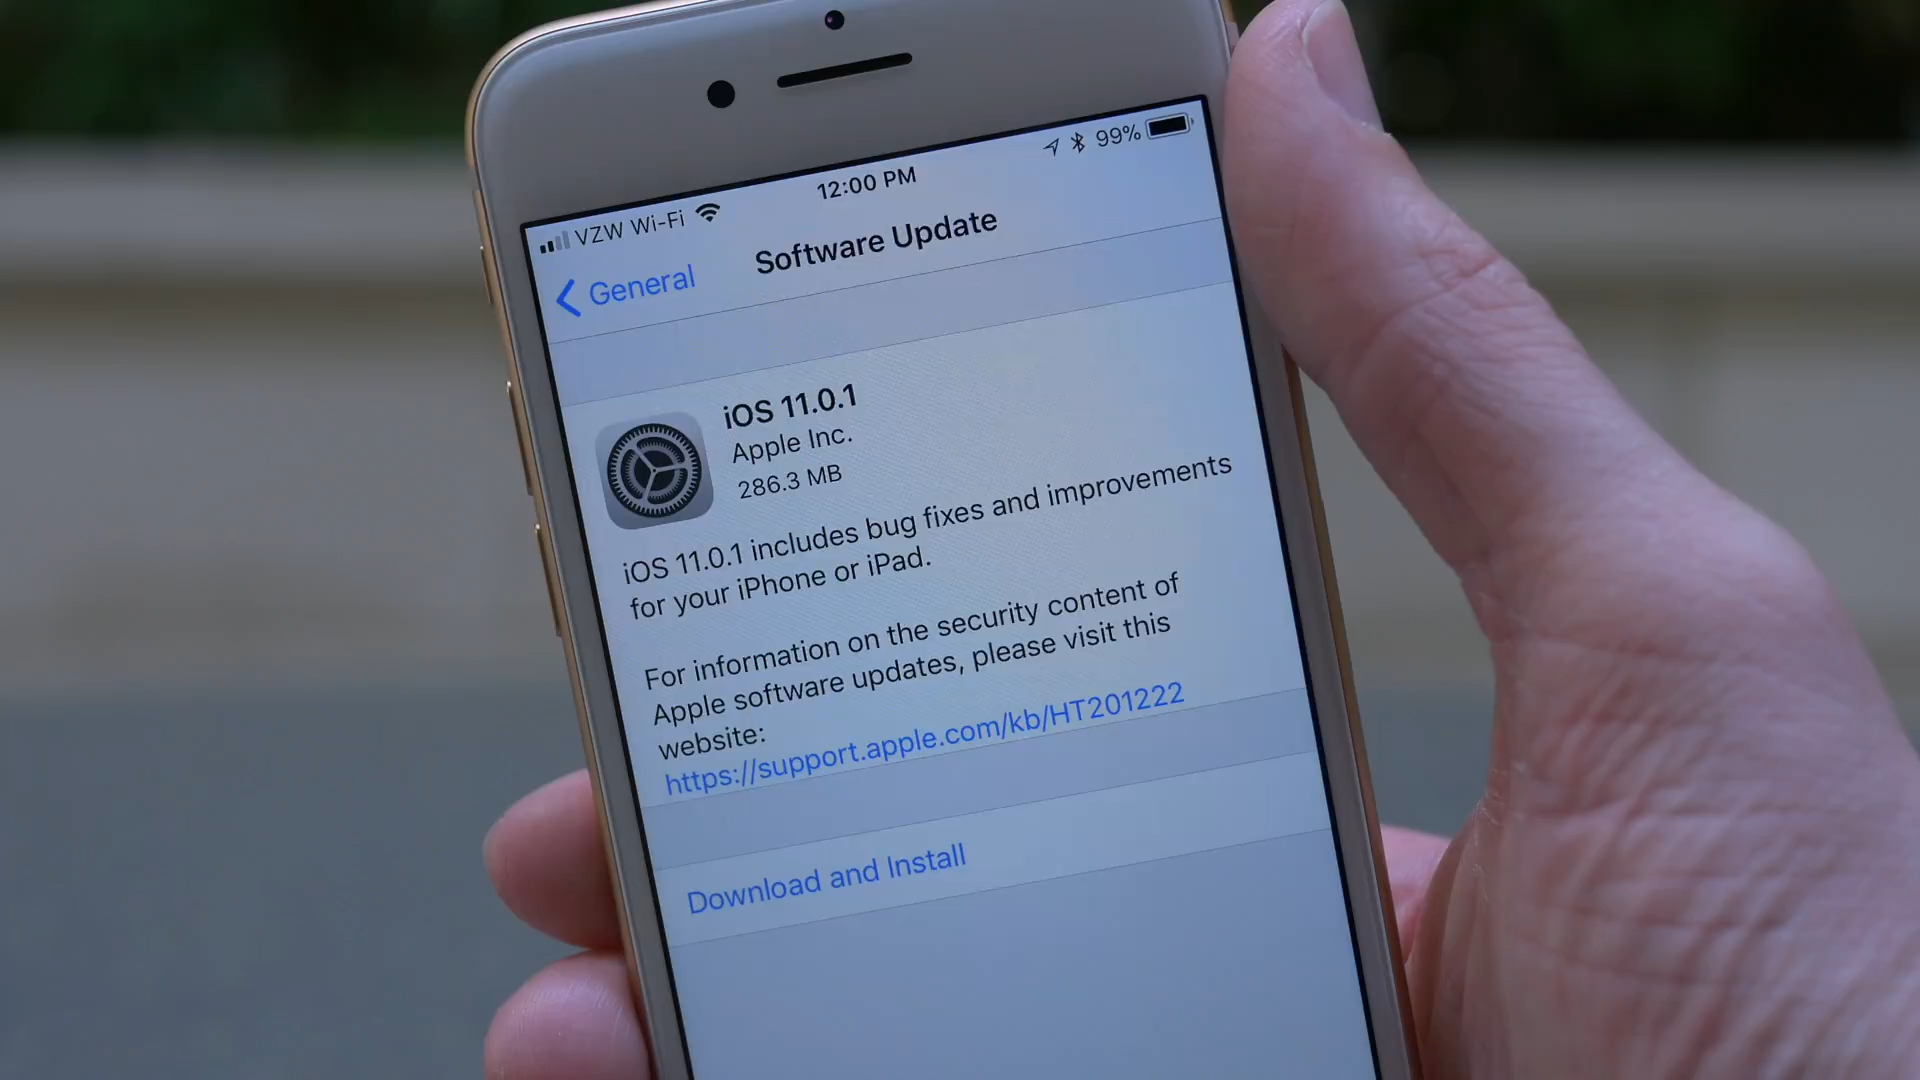 VZW Wi-Fi
12:00 PM
99%
General
Software Update
iOS 11.0.1
Apple Inc.
286.3 MB
iOS 11.0.1 includes bug fixes and improvements
for your iPhone or iPad.
For information on the security content of
Apple software updates, please visit this
website:
https://support.apple.com/kb/HT201222
Download and Install